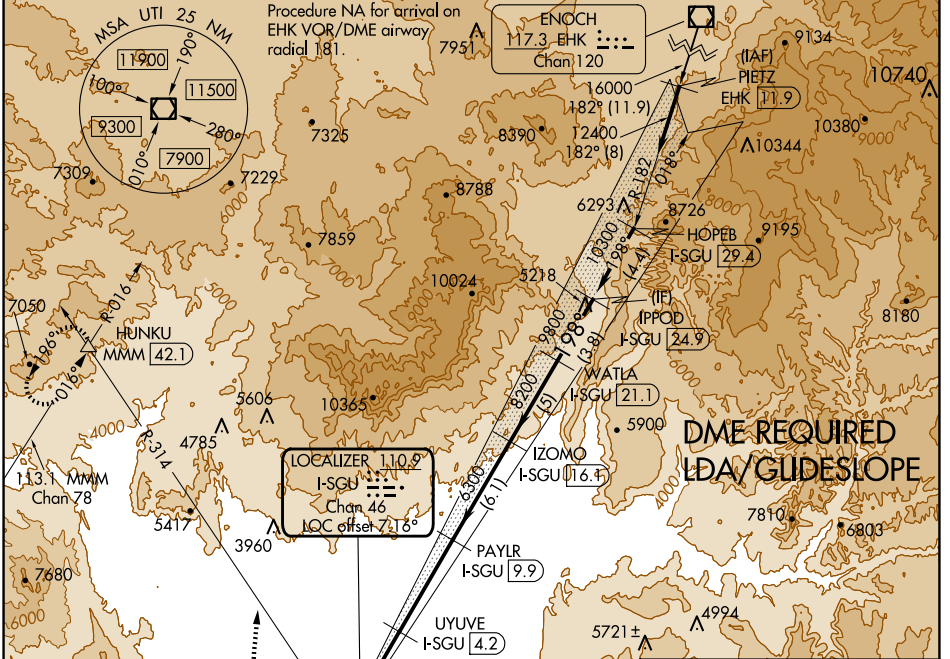 MSA UTI 25 NM
11900
190°
100°
11500
9300
280°
010°
7900
Procedure NA for arrival on
EHK VOR/DME airway
radial 181.
7951
ENOCH
117.3 EHK
Chan 120
9134
(IAF)
PIETZ
EHK 11.9
10740
16000
182° (11.9)
12400
182° (8)
7325
8390
10380
10344
7309
7229
8788
6293
R-182
018°
8726
8000
6000
7859
10300
198°
(4.4)
HOPEB
I-SGU 29.4
9195
5000
10024
5218
(IF)
IPPOD
I-SGU 24.9
8180
7050
R-016
196°
016°
HUNKU
MMM 42.1
9800
198°
(3.8)
WATLA
I-SGU 21.1
10365
5606
8200
(5)
5900
4785
4000
R-314
DME REQUIRED
LDA/GLIDESLOPE
113.1 MMM
Chan 78
LOCALIZER 110.9
I-SGU
Chan 46
LOC offset 7.16°
IZOMO
I-SGU 16.1
6300
(6.1)
5417
3960
7810
6803
7680
6000
PAYLR
I-SGU 9.9
UYUVE
I-SGU 4.2
4994
5721±